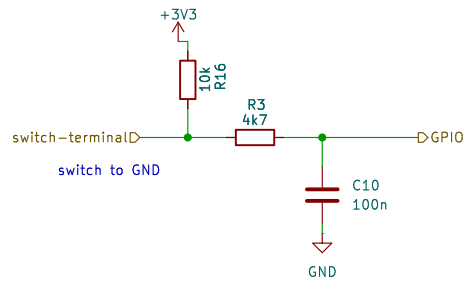 +3V3
10k
R16
R3
4k7
switch-terminal
GPIO
switch to GND
C10
100n
GND